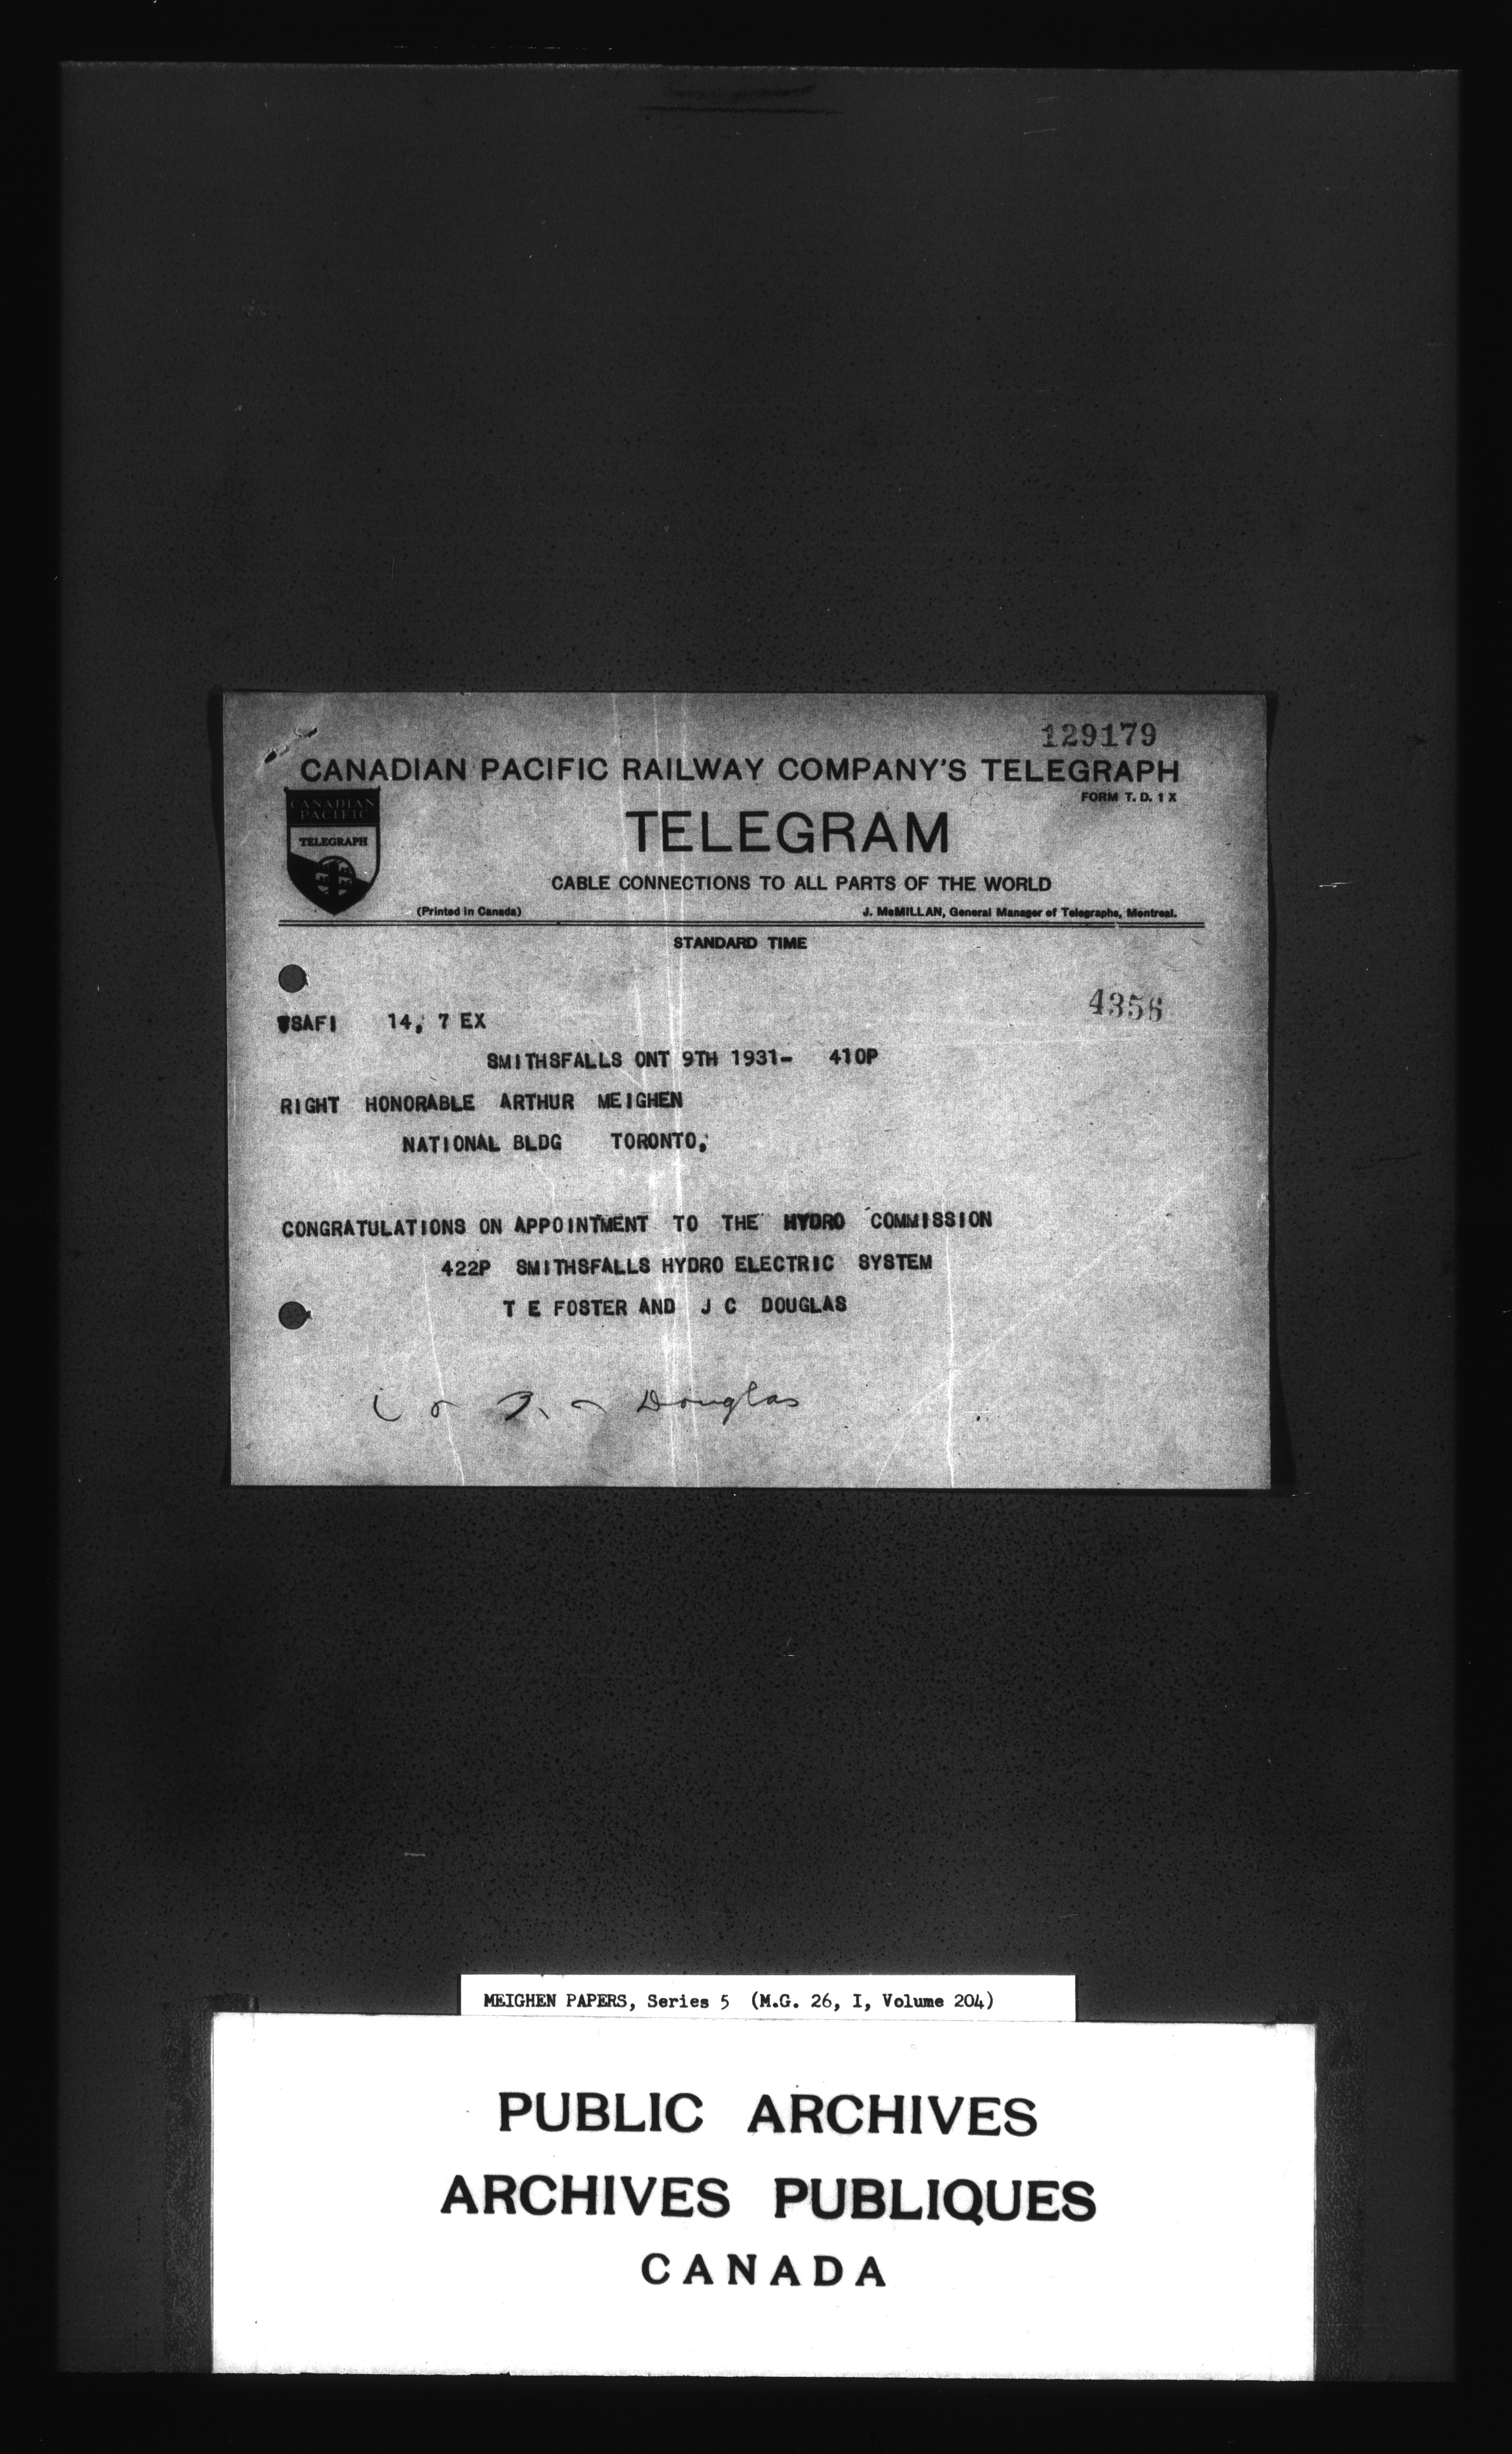 129179
CANADIAN PACIFIC RAILWAY COMPANY'S TELEGRAPH
FORM T. D. 1 X
CANADIAN
PACIFIC
TELEGRAPH
TELEGRAM
CABLE CONNECTIONS TO ALL PARTS OF THE WORLD
(Printed in Canada) J. McMILLAN, General Manager of Telegraphs, Montreal.
STANDARD TIME
4356
SAFI 14, 7 EX
SMITHSFALLS ONT 9TH 1931- 410P
RIGHT HONORABLE ARTHUR MEIGHEN
NATIONAL BLDG TORONTO,
CONGRATULATIONS ON APPOINTMENT TO THE HYDRO COMMISSION
422P SMITHSFALLS HYDRO ELECTRIC SYSTEM
T E FOSTER AND J C DOUGLAS
Douglas
MEIGHEN PAPERS, Series 5 (M.G. 26, I, Volume 204)
PUBLIC ARCHIVES
ARCHIVES PUBLIQUES
CANADA